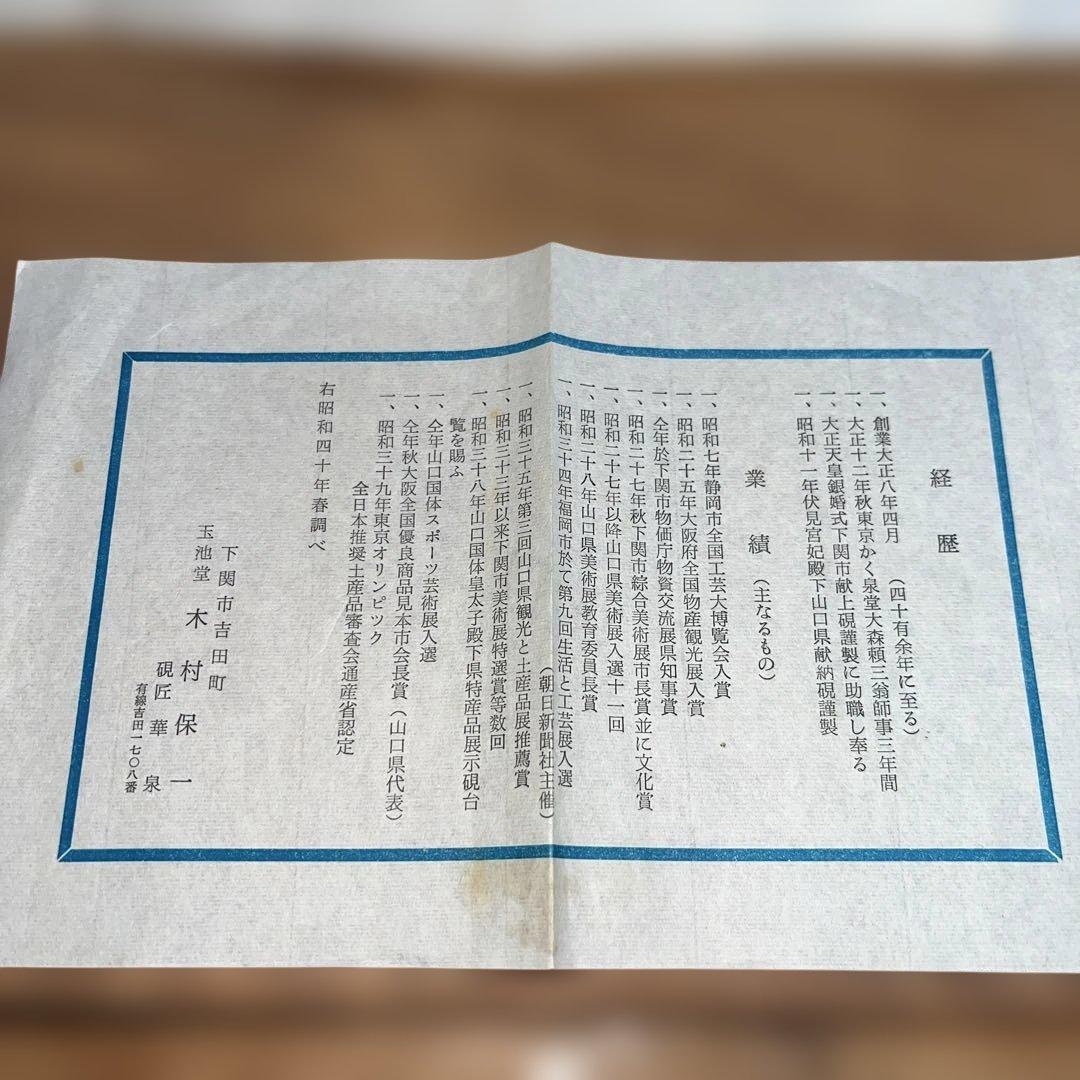 経歴
一、創業大正八年四月　（四十有余年に至る）
一、大正十二年秋東京かく泉堂大森頼三翁師事三年間
一、大正天皇銀婚式下関市献上硯謹製に助職し奉る
一、昭和十一年伏見宮妃殿下山口県献納硯謹製
業績（主なるもの）
一、昭和七年静岡市全国工芸大博覧会入賞
一、昭和二十五年大阪府全国物産観光展入賞
一、仝年於下関市物価庁物資交流展県知事賞
一、昭和二十七年秋下関市綜合美術展市長賞並に文化賞
一、昭和二十七年以降山口県美術展入選十一回
一、昭和二十八年山口県美術展教育委員長賞
一、昭和三十四年福岡市於て第九回生活と工芸展入選
（朝日新聞社主催）
一、昭和三十五年第三回山口県観光と土産品展推薦賞
一、昭和三十三年以来下関市美術展特選賞等数回
一、昭和三十八年山口国体皇太子殿下県特産品展示硯台
覧を賜ふ
一、仝年山口国体スポーツ芸術展入選
一、仝年秋大阪全国優良商品見本市会長賞（山口県代表）
一、昭和三十九年東京オリンピツク
全日本推奨土産品審査会通産省認定
右昭和四十年春調べ
下関市吉田町
玉池堂　木村保一
硯匠　華泉
有線吉田一七〇八番